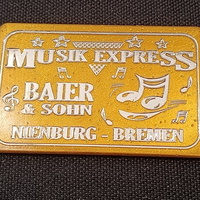 MUSIK EXPRESS
BAIER
& SOHN
NIENBURG - BREMEN